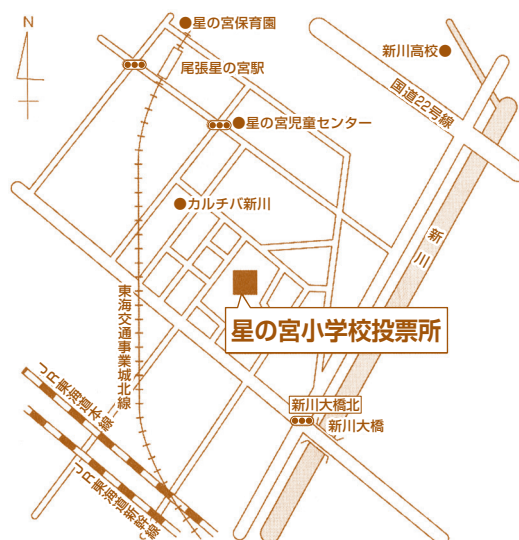 N
星の宮保育園
尾張星の宮駅
新川高校
国道22号線
星の宮児童センター
カルチバ新川
新川
東海交通事業城北線
星の宮小学校投票所
JR東海道本線
新川大橋北
新川大橋
JR東海道新幹線